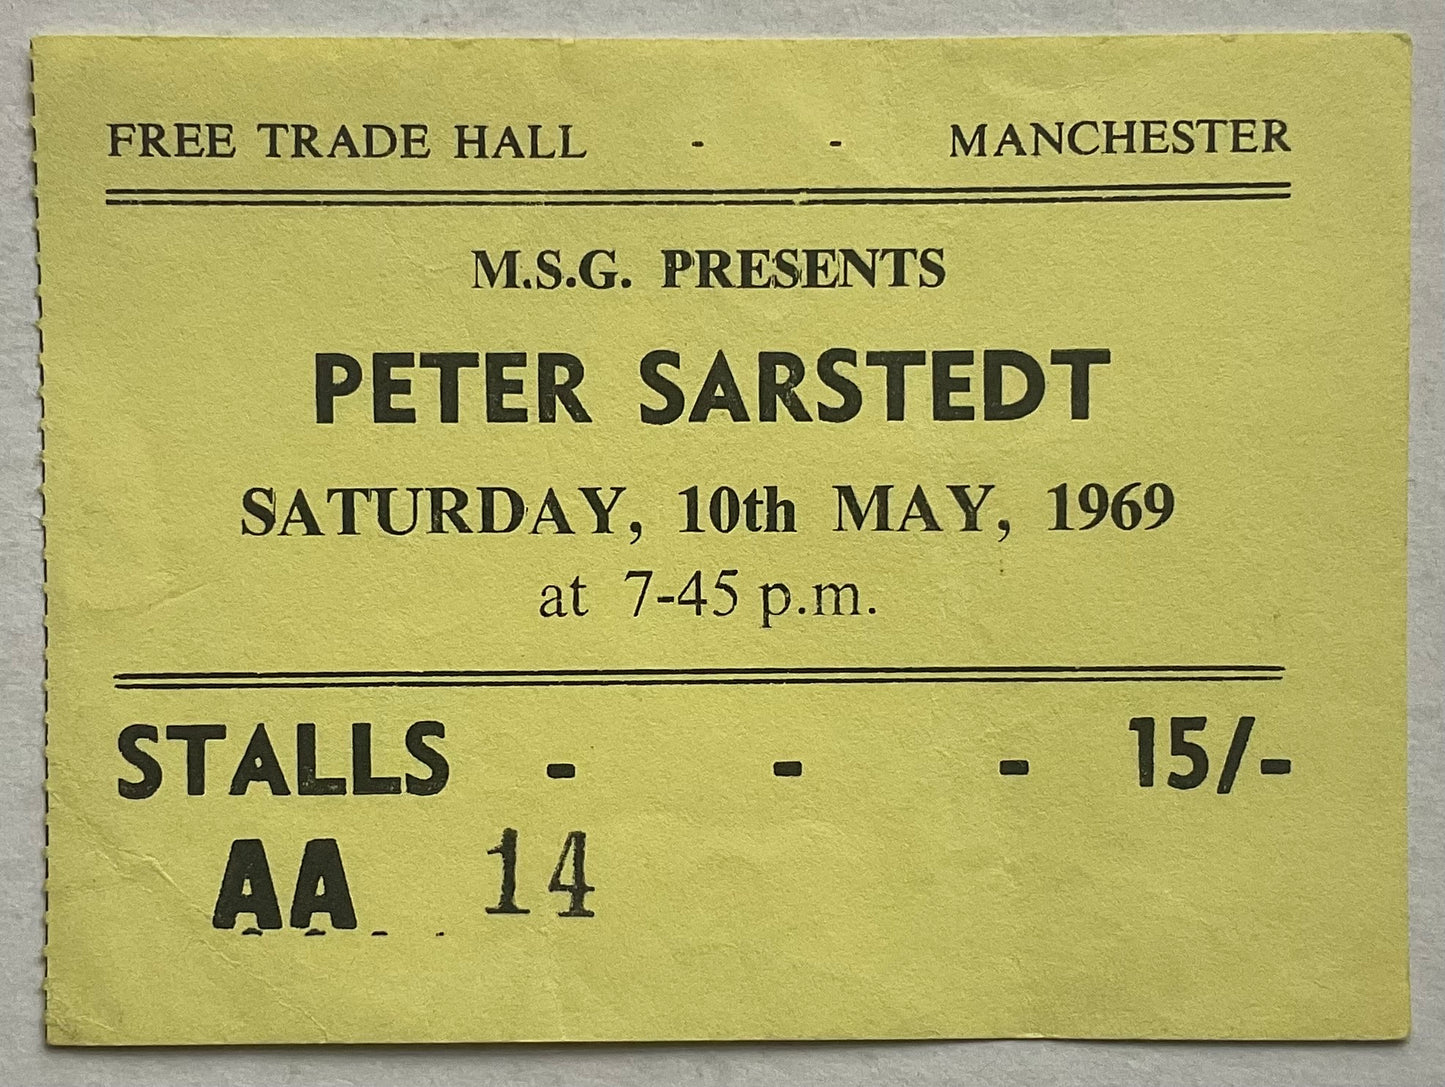 FREE TRADE HALL - - MANCHESTER
M.S.G. PRESENTS
PETER SARSTEDT
SATURDAY, 10th MAY, 1969
at 7-45 p.m.
STALLS - - - 15/-
AA 14